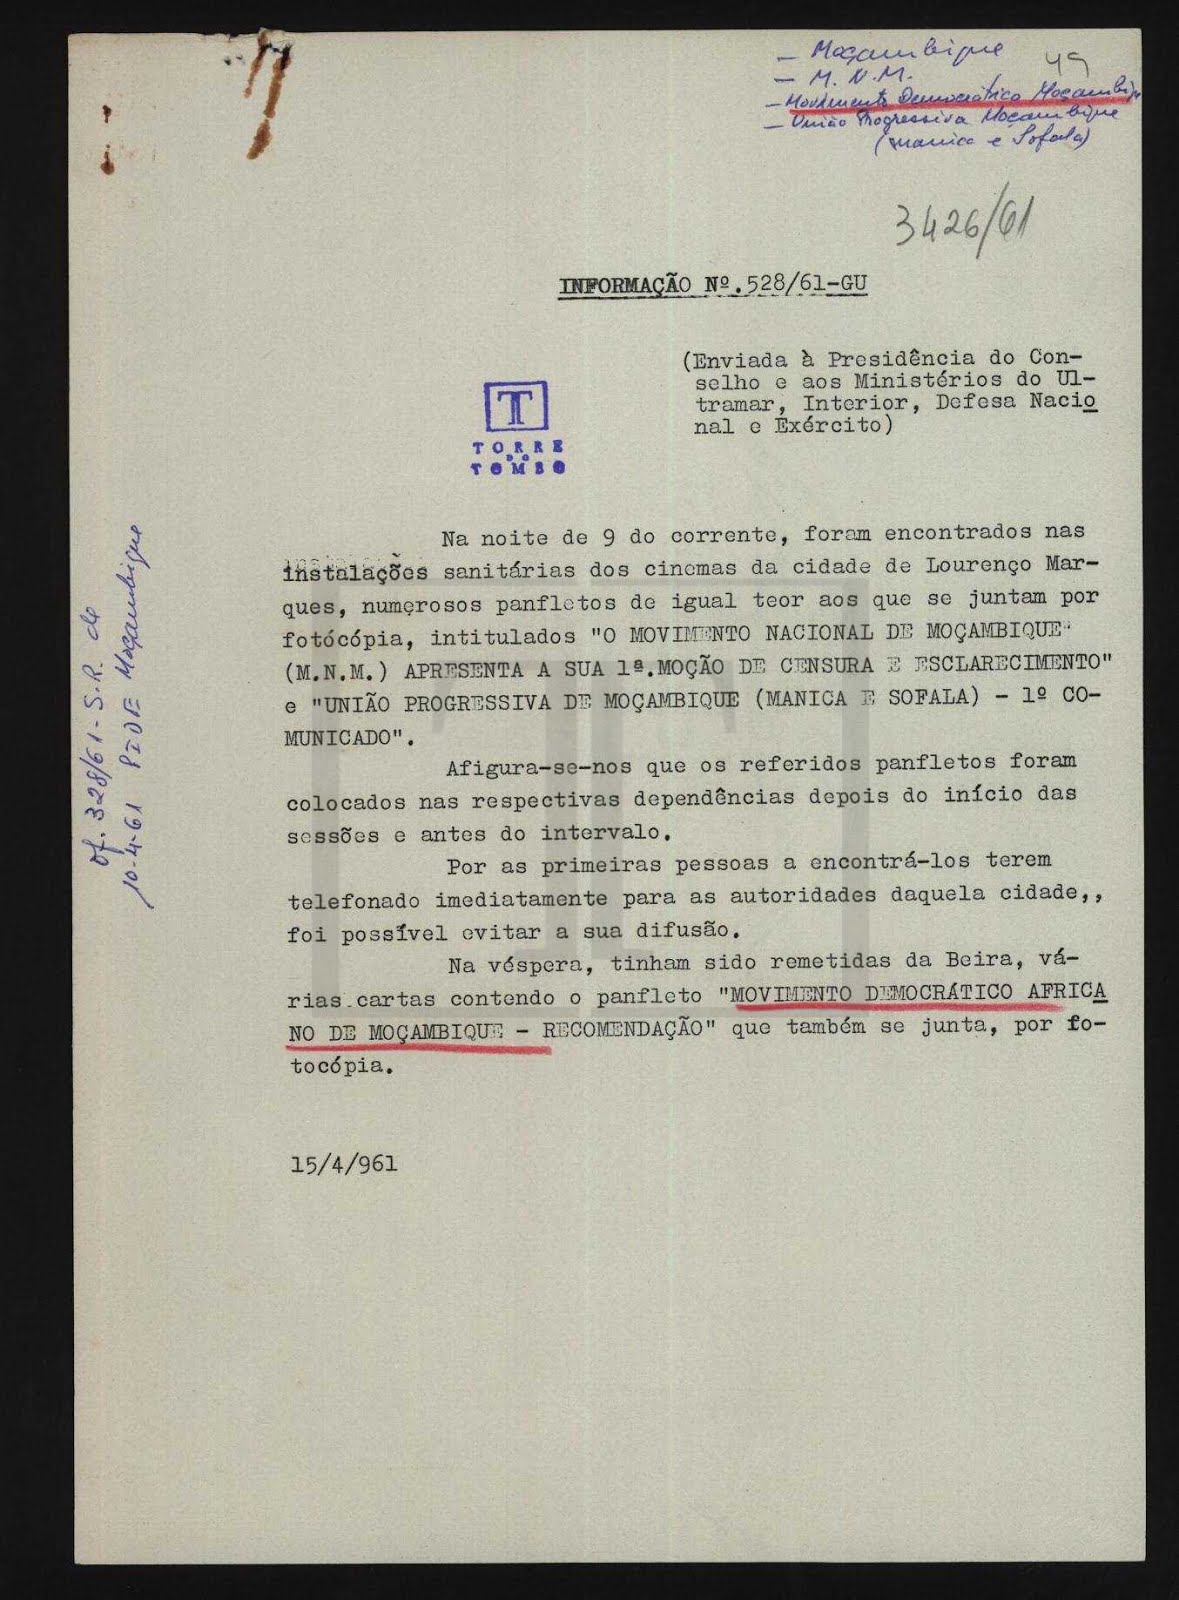 — Moçambique
49
— M. N. M.
— Movimento Democrático Moçambique
— União Progressiva Moçambique
(Manica e Sofala)
3426/61
INFORMAÇÃO Nº.528/61-GU
(Enviada à Presidência do Con-
selho e aos Ministérios do Ul-
tramar, Interior, Defesa Nacio
nal e Exército)
T
TORRE
DO
TOMBO
Na noite de 9 do corrente, foram encontrados nas
instalações sanitárias dos cinemas da cidade de Lourenço Mar-
ques, numerosos panfletos de igual teor aos que se juntam por
fotócópia, intitulados "O MOVIMENTO NACIONAL DE MOÇAMBIQUE"
(M.N.M.) APRESENTA A SUA 1ª.MOÇÃO DE CENSURA E ESCLARECIMENTO"
e "UNIÃO PROGRESSIVA DE MOÇAMBIQUE (MANICA E SOFALA) - 1º CO-
MUNICADO".
Afigura-se-nos que os referidos panfletos foram
colocados nas respectivas dependências depois do início das
sessões e antes do intervalo.
Por as primeiras pessoas a encontrá-los terem
telefonado imediatamente para as autoridades daquela cidade,,
foi possível evitar a sua difusão.
Na véspera, tinham sido remetidas da Beira, vá-
rias cartas contendo o panfleto "MOVIMENTO DEMOCRÁTICO AFRICA
NO DE MOÇAMBIQUE - RECOMENDAÇÃO" que também se junta, por fo-
tocópia.
15/4/961
of. 328/61-S.R. de
10-4-61 PIDE Moçambique